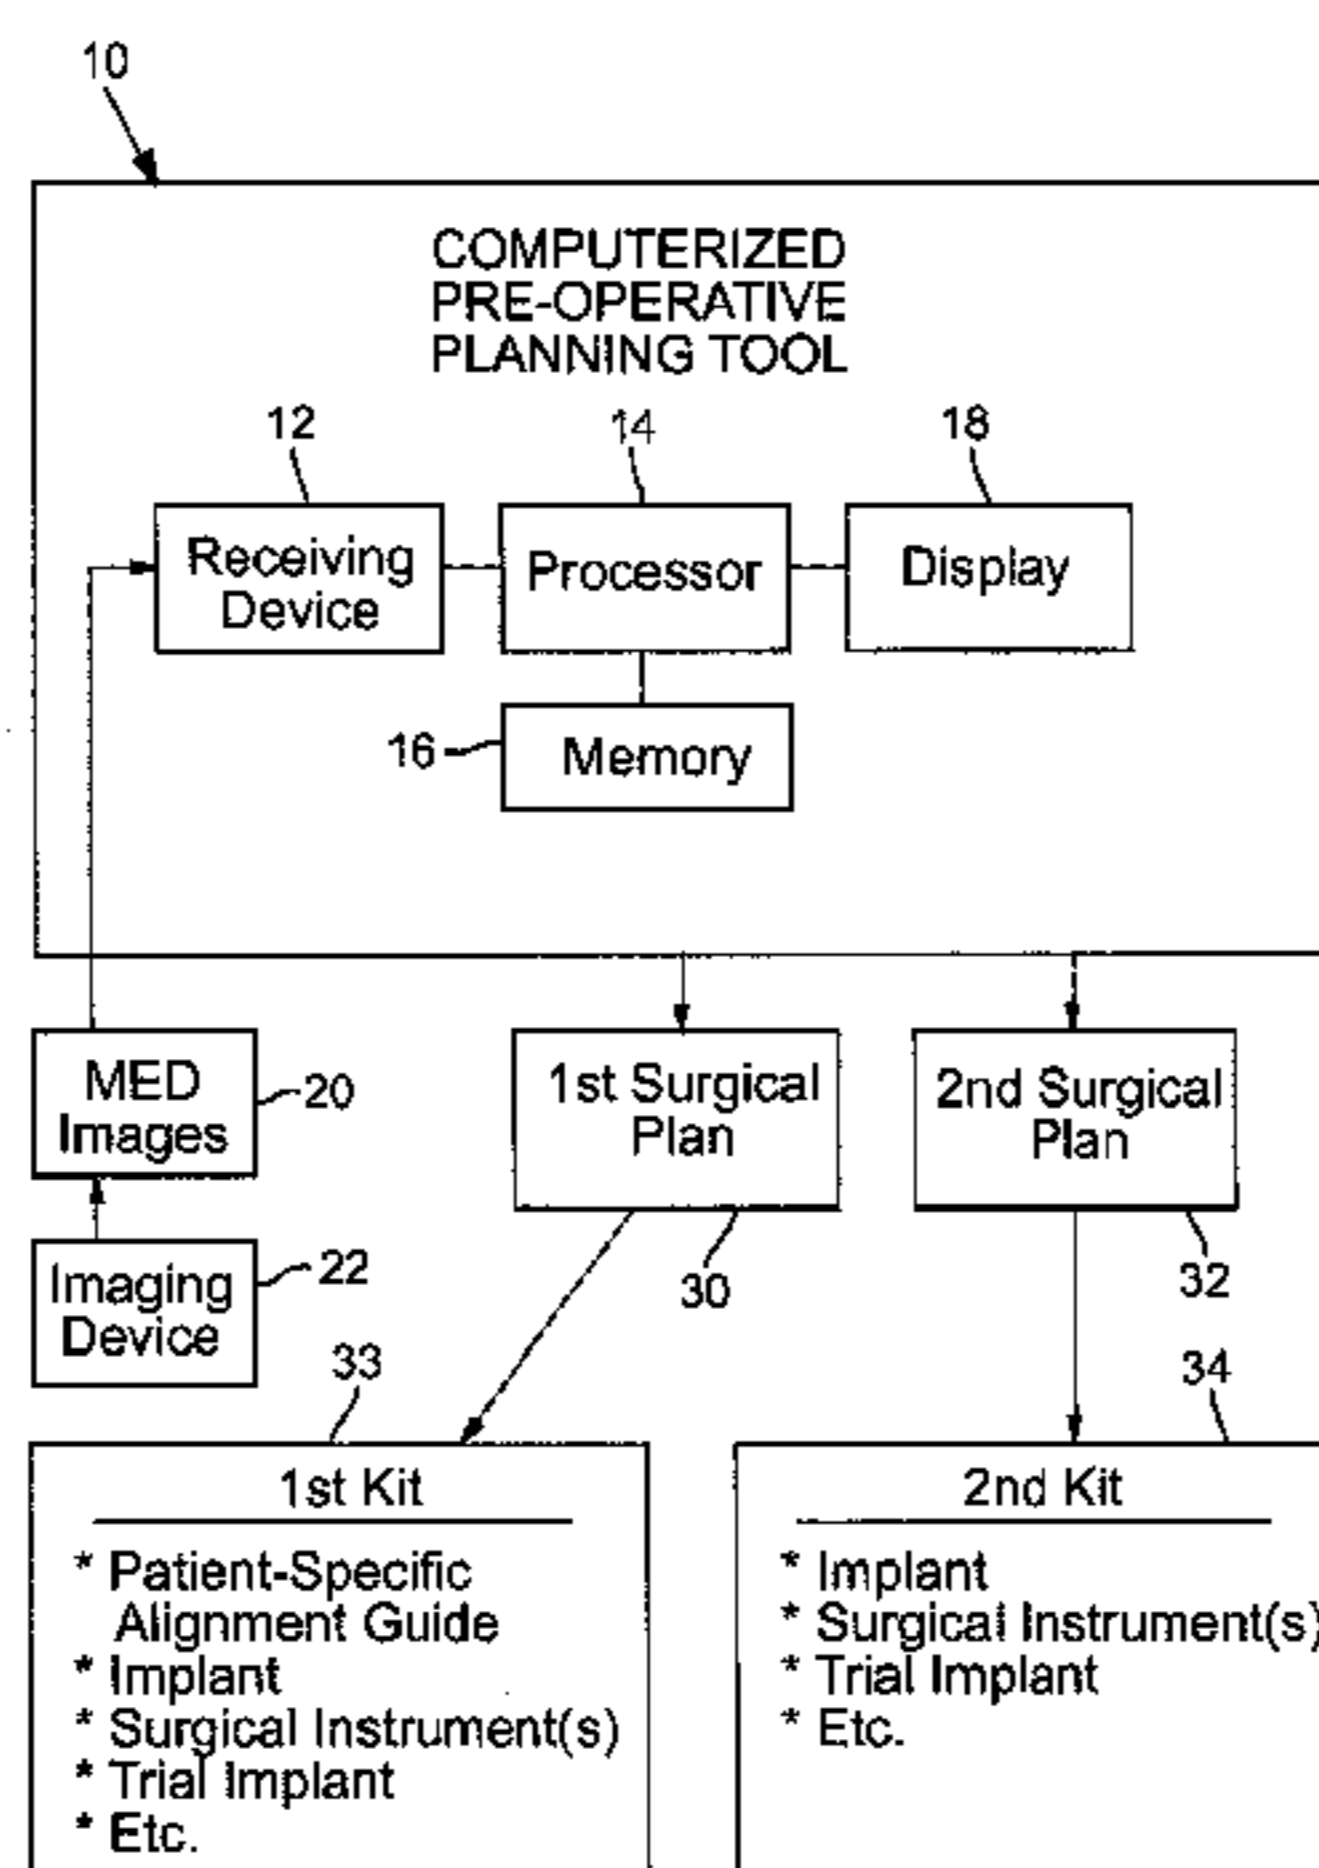 10
COMPUTERIZED
PRE-OPERATIVE
PLANNING TOOL
12
14
18
Receiving
Device
Processor
Display
16
Memory
MED
Images
20
1st Surgical
Plan
2nd Surgical
Plan
30
32
Imaging
Device
22
33
34
1st Kit
* Patient-Specific
Alignment Guide
* Implant
* Surgical Instrument(s)
* Trial Implant
* Etc.
2nd Kit
* Implant
* Surgical Instrument(s)
* Trial Implant
* Etc.